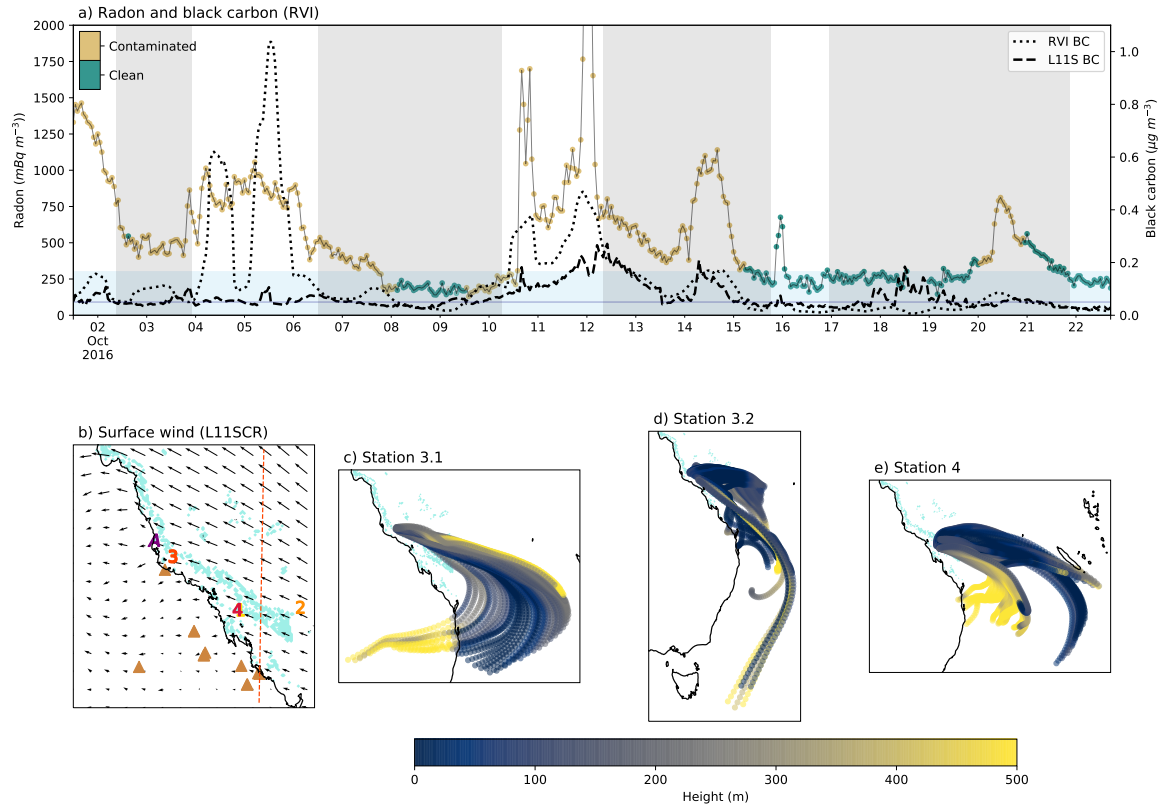 a) Radon and black carbon (RVI)
Contaminated
Clean
RVI BC
L11S BC
2000
1750
1500
1250
1000
750
500
250
0
Radon (mBq m⁻³))
1.0
0.8
0.6
0.4
0.2
0.0
Black carbon (μg m⁻³)
02 03 04 05 06 07 08 09 10 11 12 13 14 15 16 17 18 19 20 21 22
Oct
2016
b) Surface wind (L11SCR)
A
3
4
2
c) Station 3.1
d) Station 3.2
e) Station 4
0 100 200 300 400 500
Height (m)